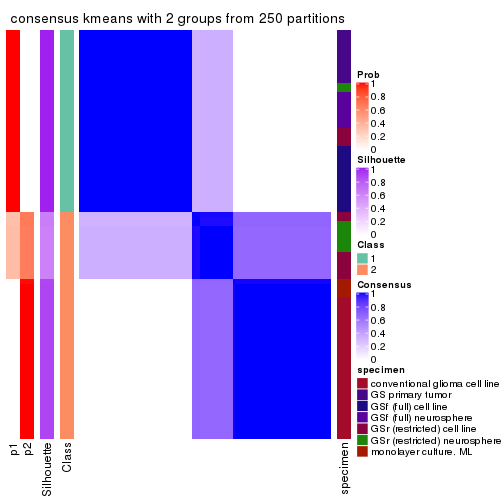 consensus kmeans with 2 groups from 250 partitions
Prob
1
0.8
0.6
0.4
0.2
0
Silhouette
1
0.8
0.6
0.4
0.2
0
Class
1
2
Consensus
1
0.8
0.6
0.4
0.2
0
specimen
conventional glioma cell line
GS primary tumor
GSf (full) cell line
GSf (full) neurosphere
GSr (restricted) cell line
GSr (restricted) neurosphere
monolayer culture. ML
p1
p2
Silhouette
Class
specimen